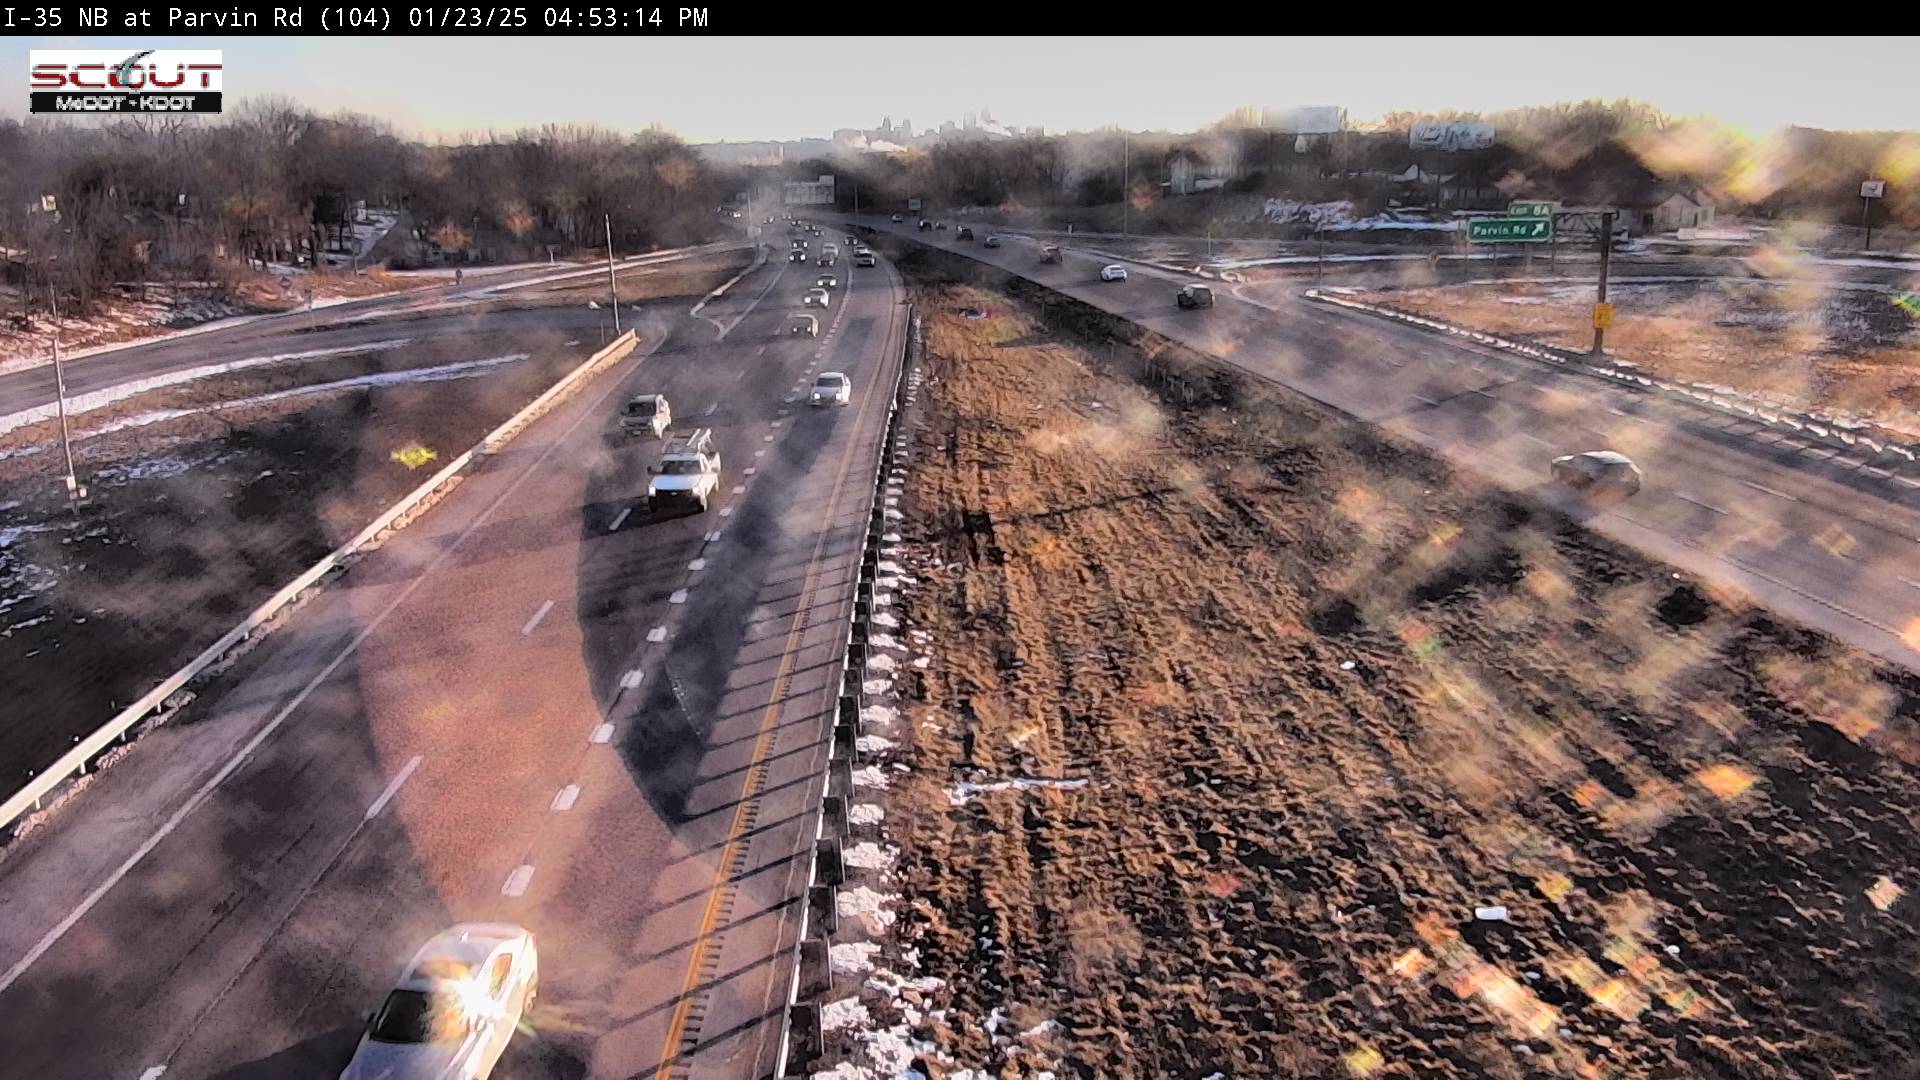 I-35 NB at Parvin Rd (104) 01/23/25 04:53:14 PM
SCOUT
MoDOT - KDOT
EXIT 8A
Parvin Rd